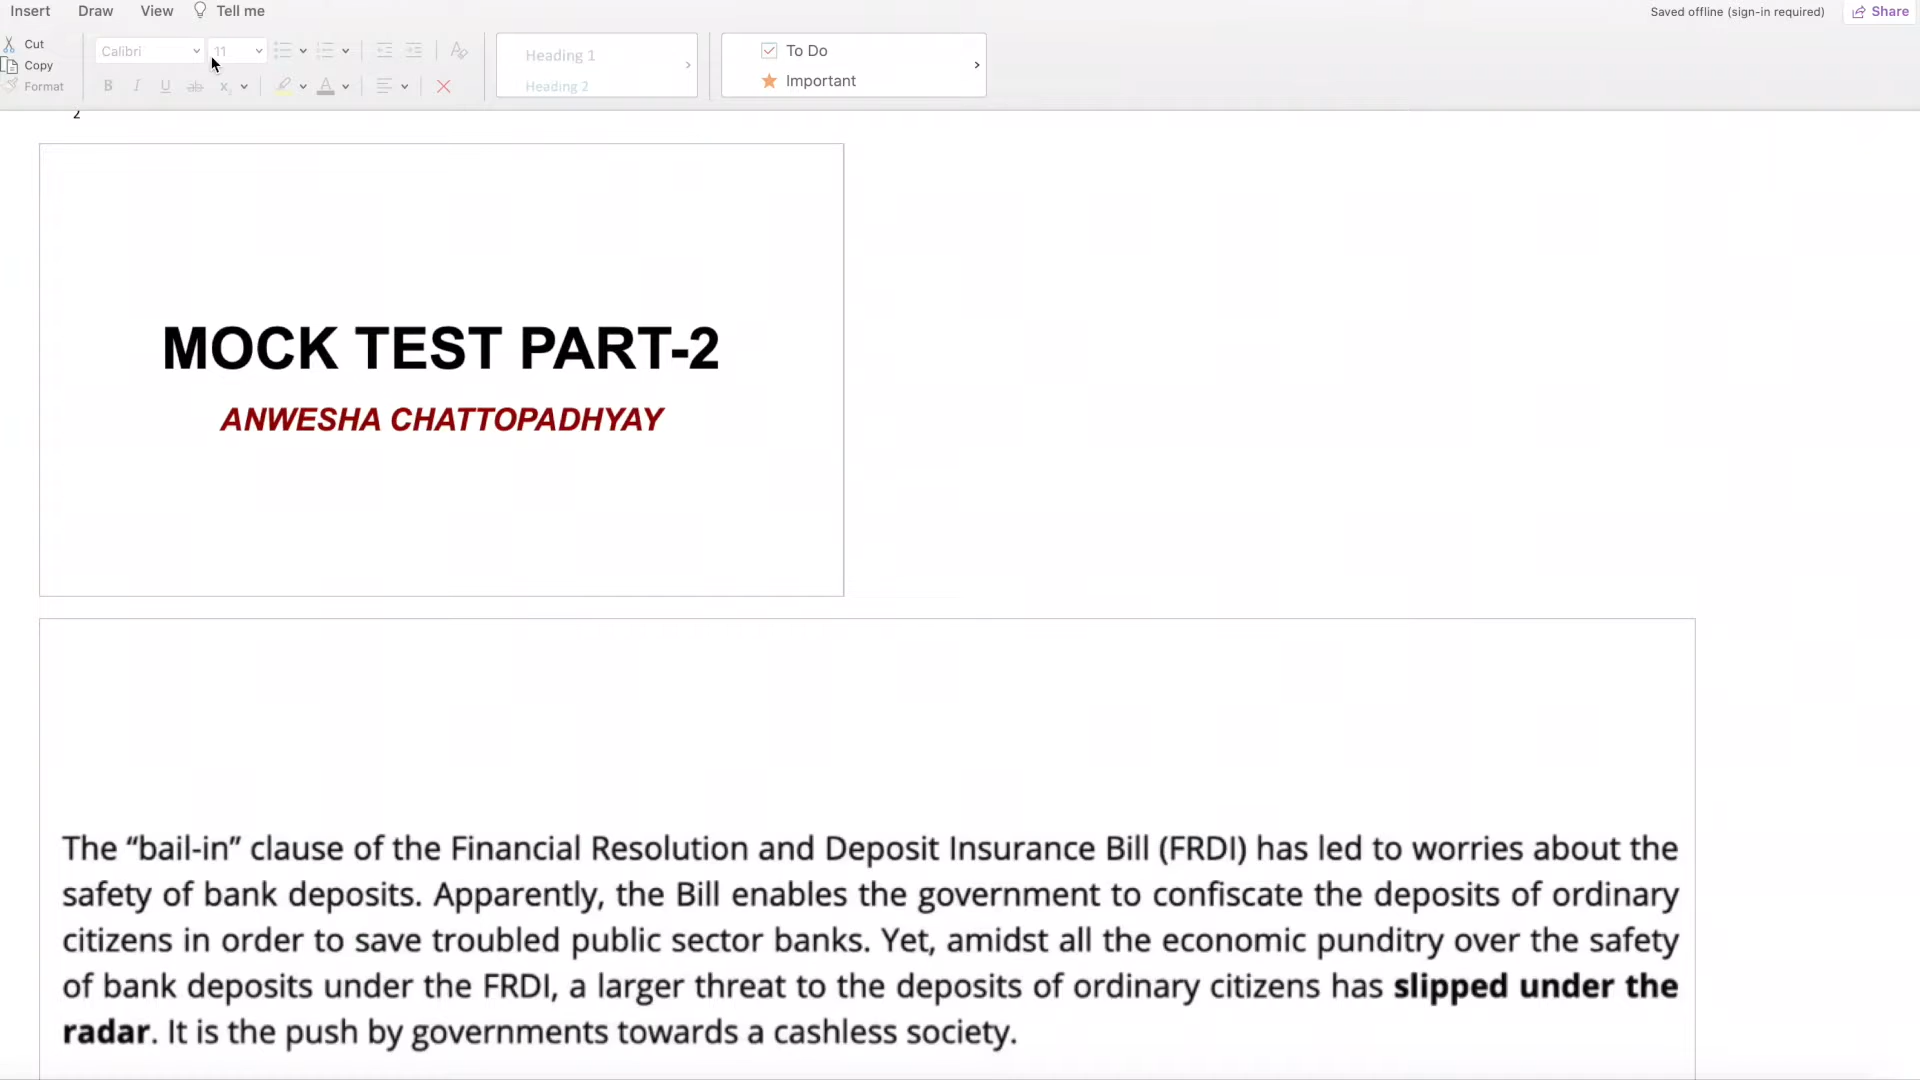 Insert Draw View Tell me Saved offline (sign-in required) Share
Cut
Copy
Format
Calibri 11
B I U ab x A
Heading 1
Heading 2
To Do
Important
2
MOCK TEST PART-2
ANWESHA CHATTOPADHYAY
The “bail-in” clause of the Financial Resolution and Deposit Insurance Bill (FRDI) has led to worries about the
safety of bank deposits. Apparently, the Bill enables the government to confiscate the deposits of ordinary
citizens in order to save troubled public sector banks. Yet, amidst all the economic punditry over the safety
of bank deposits under the FRDI, a larger threat to the deposits of ordinary citizens has slipped under the
radar. It is the push by governments towards a cashless society.